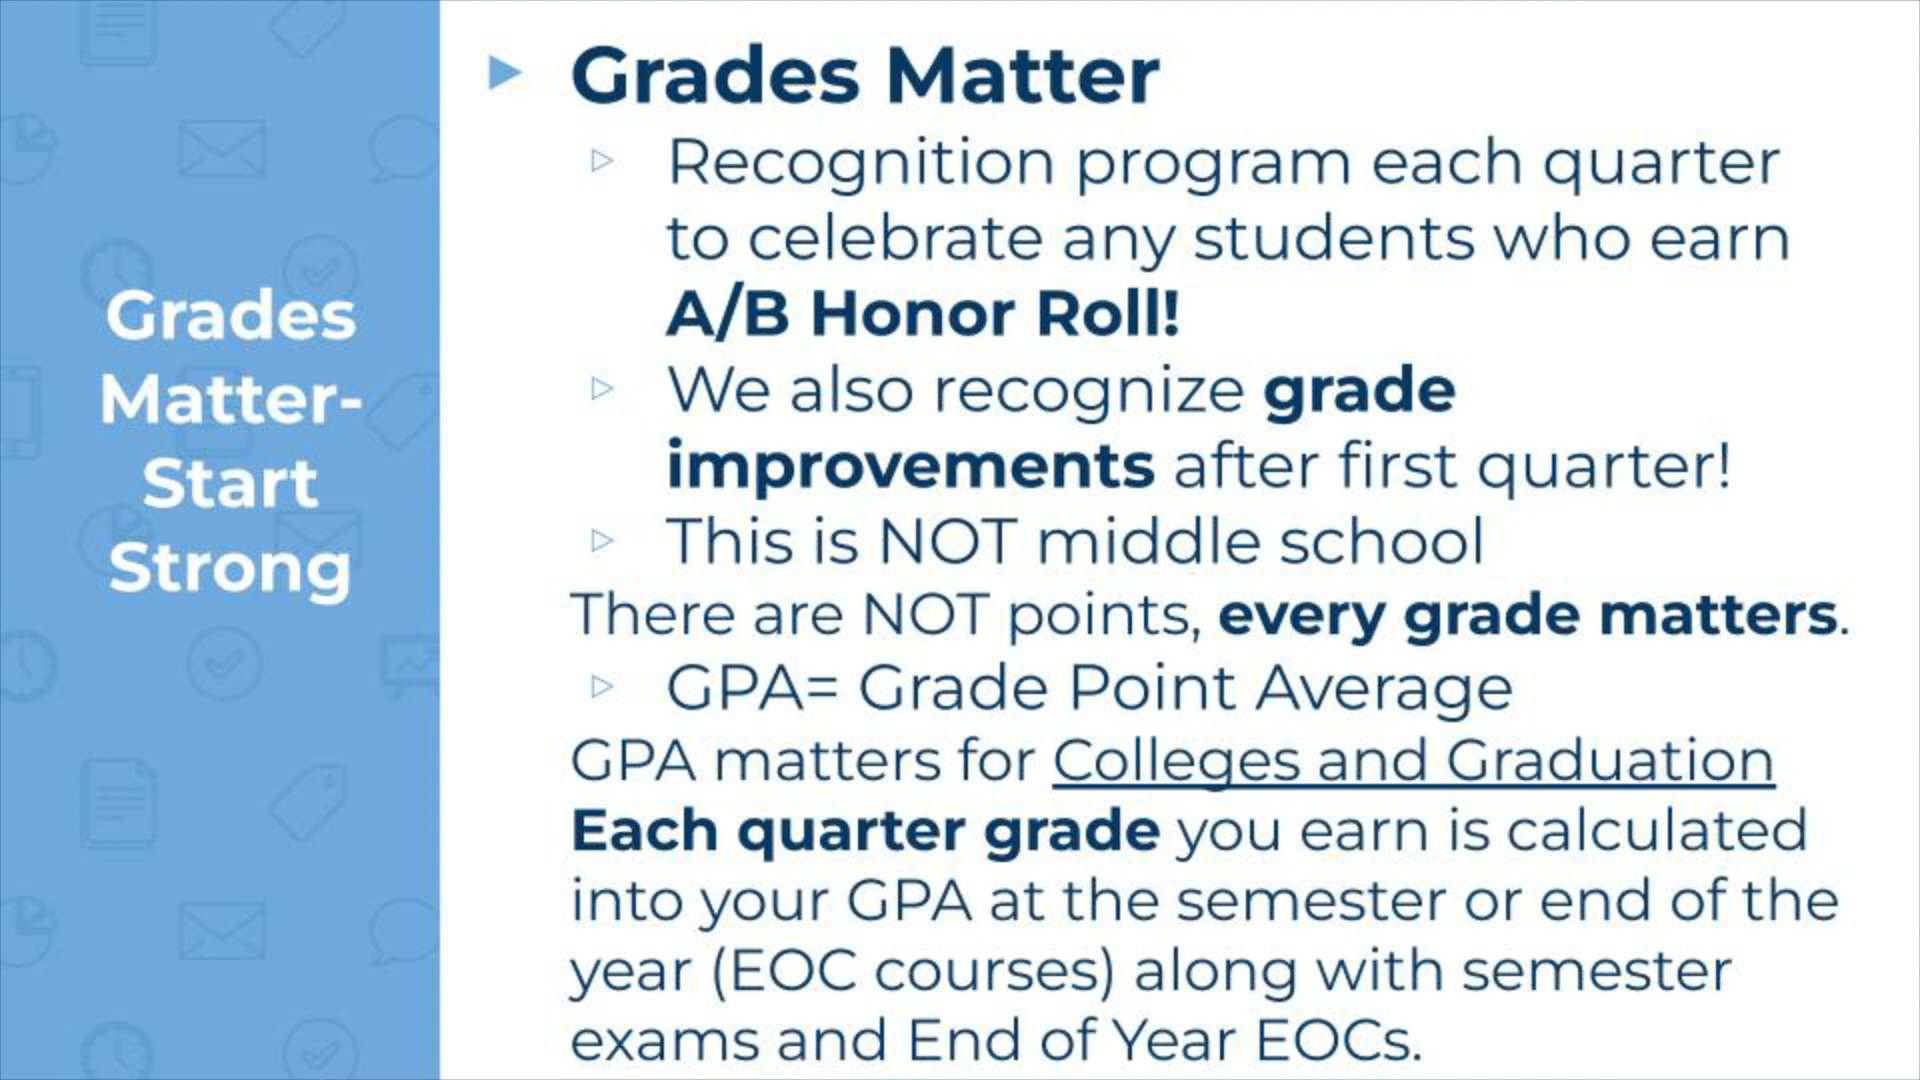 Grades
Matter-
Start
Strong
Grades Matter
Recognition program each quarter
to celebrate any students who earn
A/B Honor Roll!
We also recognize grade
improvements after first quarter!
This is NOT middle school
There are NOT points, every grade matters.
GPA= Grade Point Average
GPA matters for Colleges and Graduation
Each quarter grade you earn is calculated
into your GPA at the semester or end of the
year (EOC courses) along with semester
exams and End of Year EOCs.